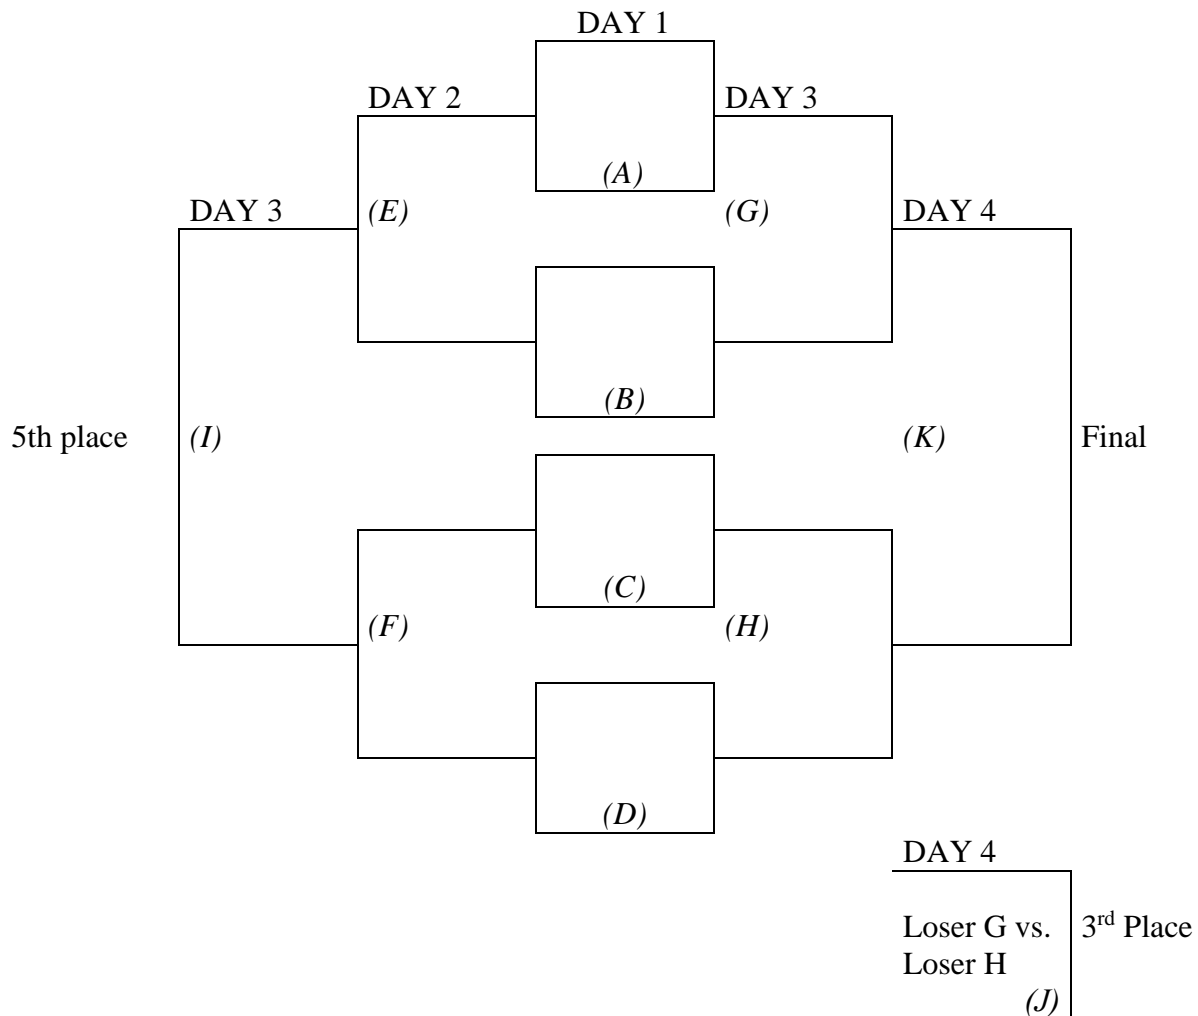 DAY 1
DAY 2
DAY 3
(A)
DAY 3
(E)
(G)
DAY 4
(B)
5th place
(I)
(K)
Final
(C)
(F)
(H)
(D)
DAY 4
Loser G vs.
Loser H
3rd Place
(J)